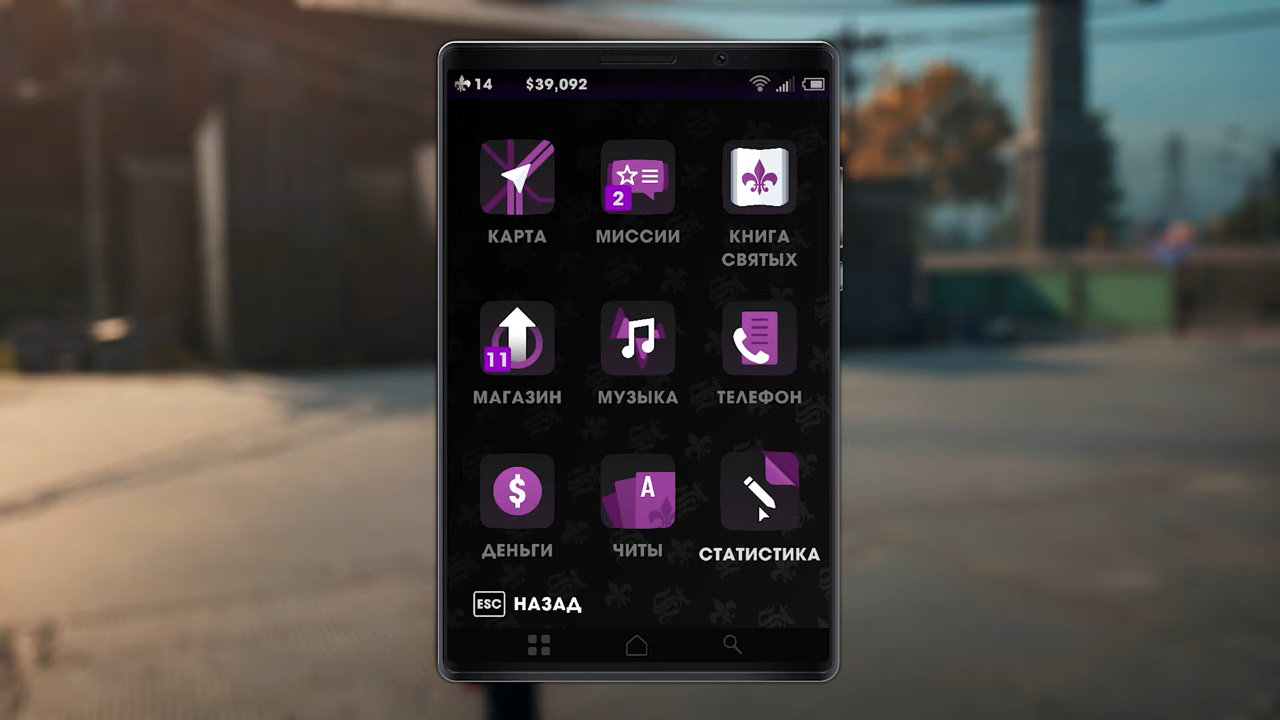 14 $39,092
КАРТА МИССИИ КНИГА СВЯТЫХ
2
11
МАГАЗИН МУЗЫКА ТЕЛЕФОН
$ A
ДЕНЬГИ ЧИТЫ СТАТИСТИКА
ESC НАЗАД